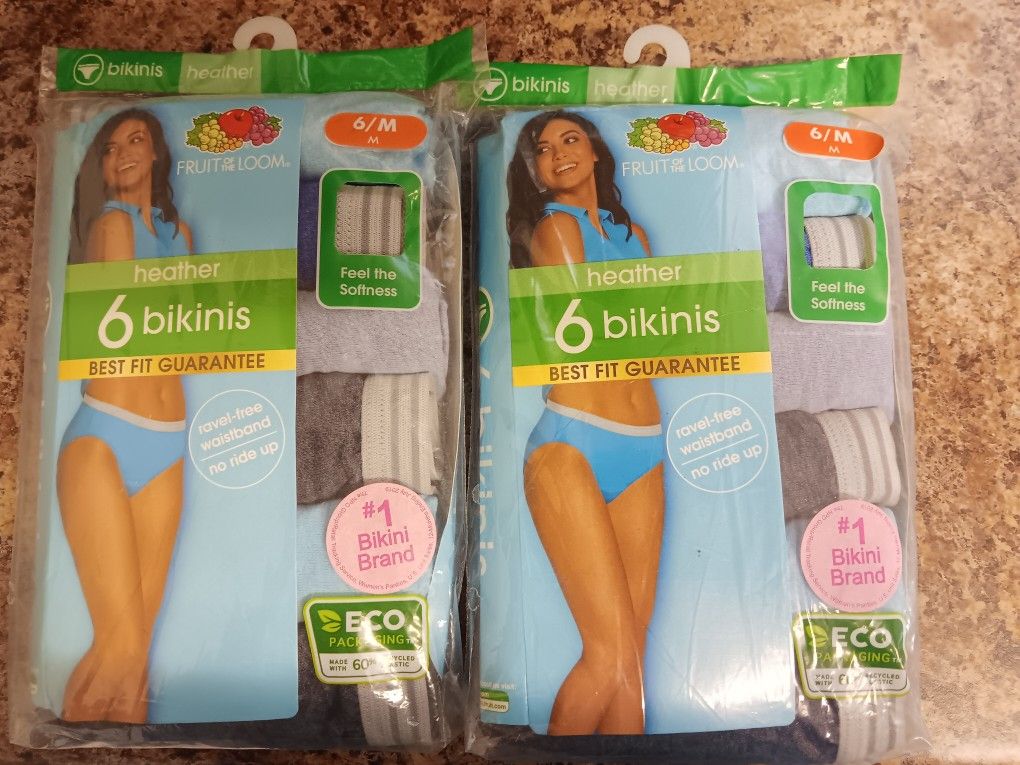 bikinis heather
FRUIT OF THE LOOM®
6/M
M
Feel the
Softness
heather
6 bikinis
BEST FIT GUARANTEE
ravel-free
waistband
no ride up
#1
Bikini
Brand
ECO
PACKAGING
MADE WITH 60% RECYCLED PLASTIC
bikinis heather
FRUIT OF THE LOOM®
6/M
M
Feel the
Softness
heather
6 bikinis
BEST FIT GUARANTEE
ravel-free
waistband
no ride up
#1
Bikini
Brand
ECO
PACKAGING
MADE WITH